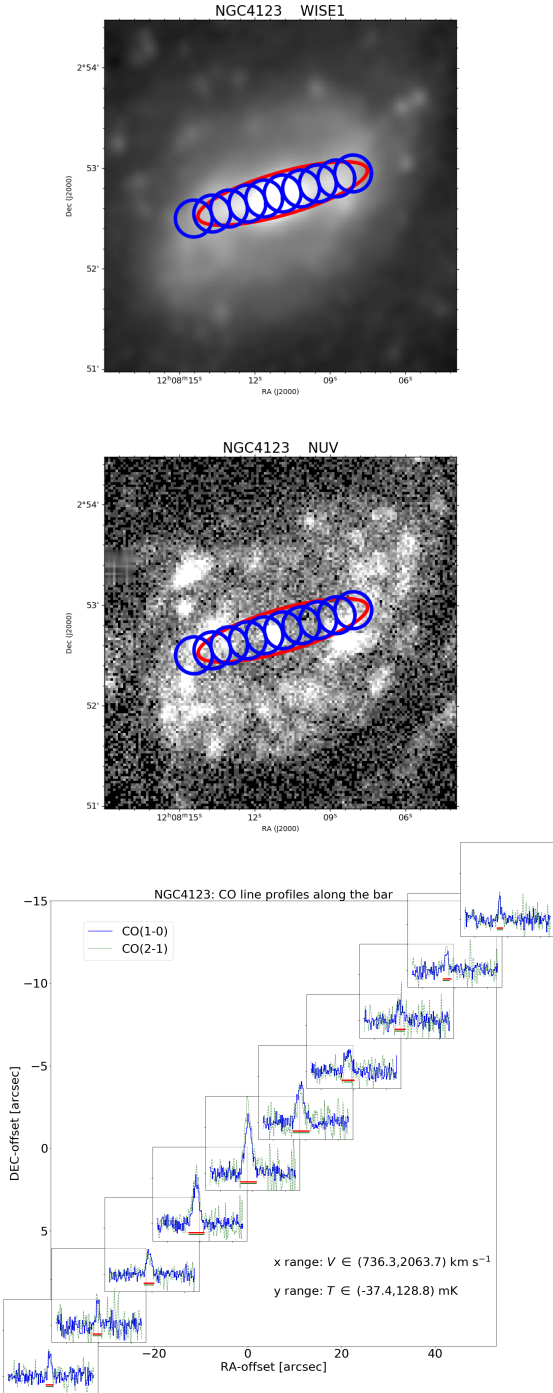 NGC4123 WISE1
2°54'
53'
52'
51'
Dec (J2000)
12ʰ08ᵐ15ˢ 12ˢ 09ˢ 06ˢ
RA (J2000)
NGC4123 NUV
2°54'
53'
52'
51'
Dec (J2000)
12ʰ08ᵐ15ˢ 12ˢ 09ˢ 06ˢ
RA (J2000)
NGC4123: CO line profiles along the bar
CO(1-0)
CO(2-1)
−15
−10
−5
0
5
DEC-offset [arcsec]
x range: V ∈ (736.3,2063.7) km s⁻¹
y range: T ∈ (-37.4,128.8) mK
−20 0 20 40
RA-offset [arcsec]